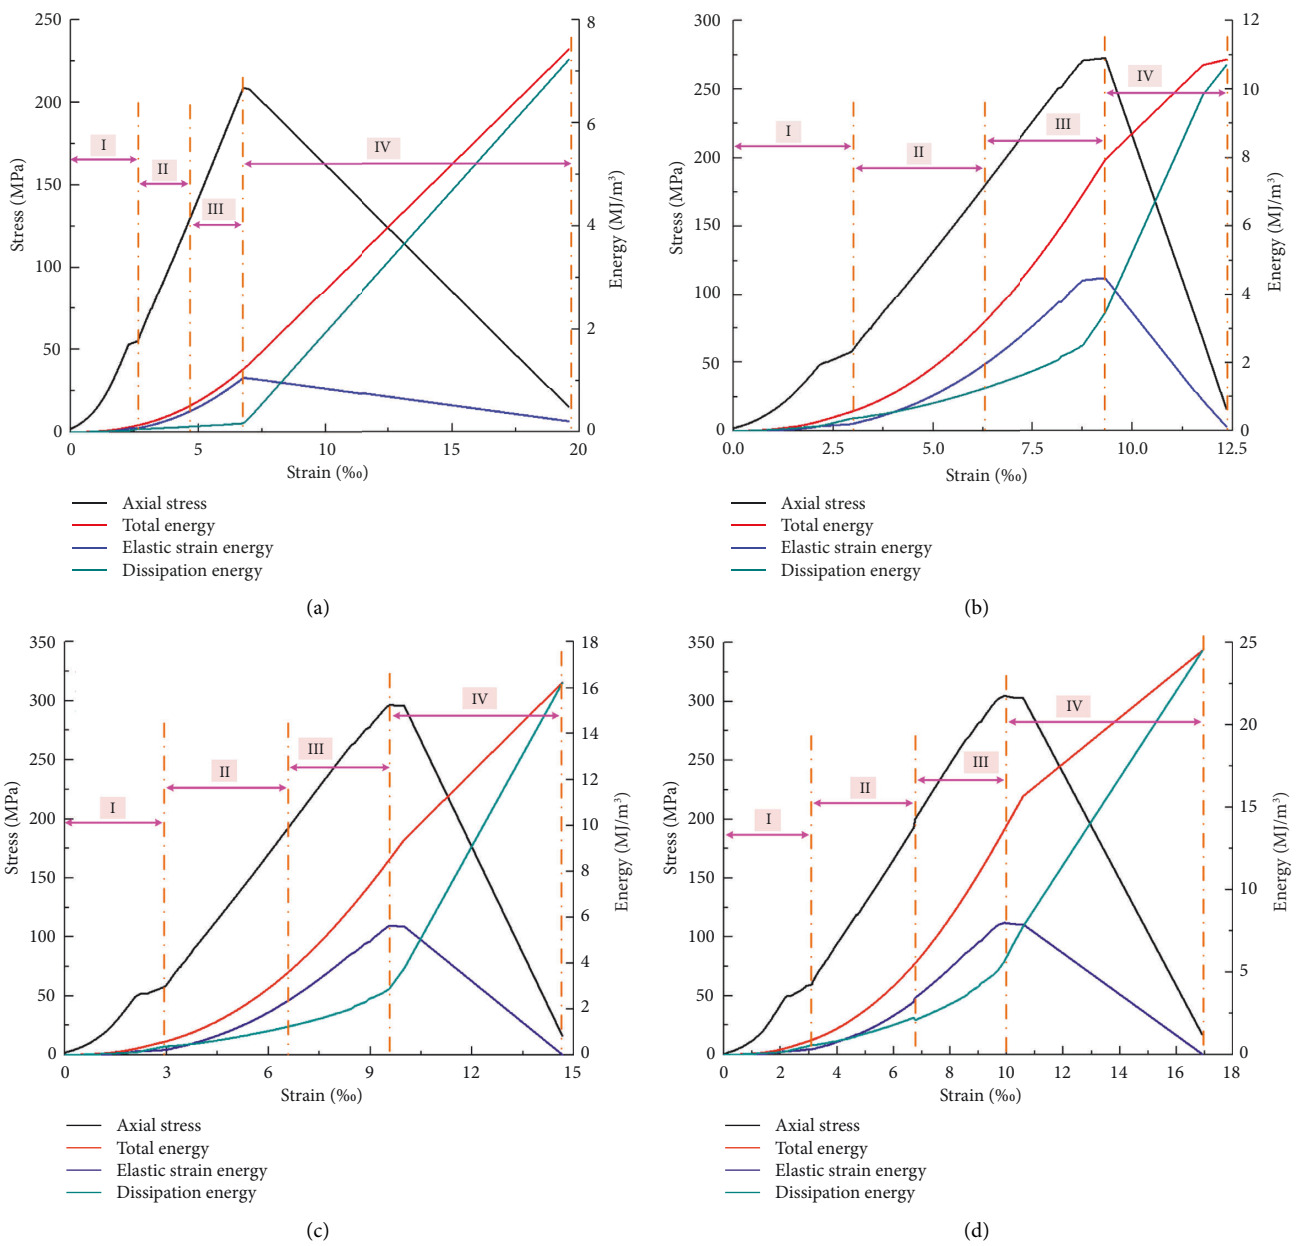 250
200
150
100
50
0
Stress (MPa)
I
II
III
IV
8
6
4
2
0
Energy (MJ/m³)
0 5 10 15 20
Strain (‰)
Axial stress
Total energy
Elastic strain energy
Dissipation energy
(a)
300
250
200
150
100
50
0
Stress (MPa)
I
II
III
IV
12
10
8
6
4
2
0
Energy (MJ/m³)
0.0 2.5 5.0 7.5 10.0 12.5
Strain (‰)
Axial stress
Total energy
Elastic strain energy
Dissipation energy
(b)
350
300
250
200
150
100
50
0
Stress (MPa)
I
II
III
IV
18
16
14
12
10
8
6
4
2
0
Energy (MJ/m³)
0 3 6 9 12 15
Strain (‰)
Axial stress
Total energy
Elastic strain energy
Dissipation energy
(c)
350
300
250
200
150
100
50
0
Stress (MPa)
I
II
III
IV
25
20
15
10
5
0
Energy (MJ/m³)
0 2 4 6 8 10 12 14 16 18
Strain (‰)
Axial stress
Total energy
Elastic strain energy
Dissipation energy
(d)